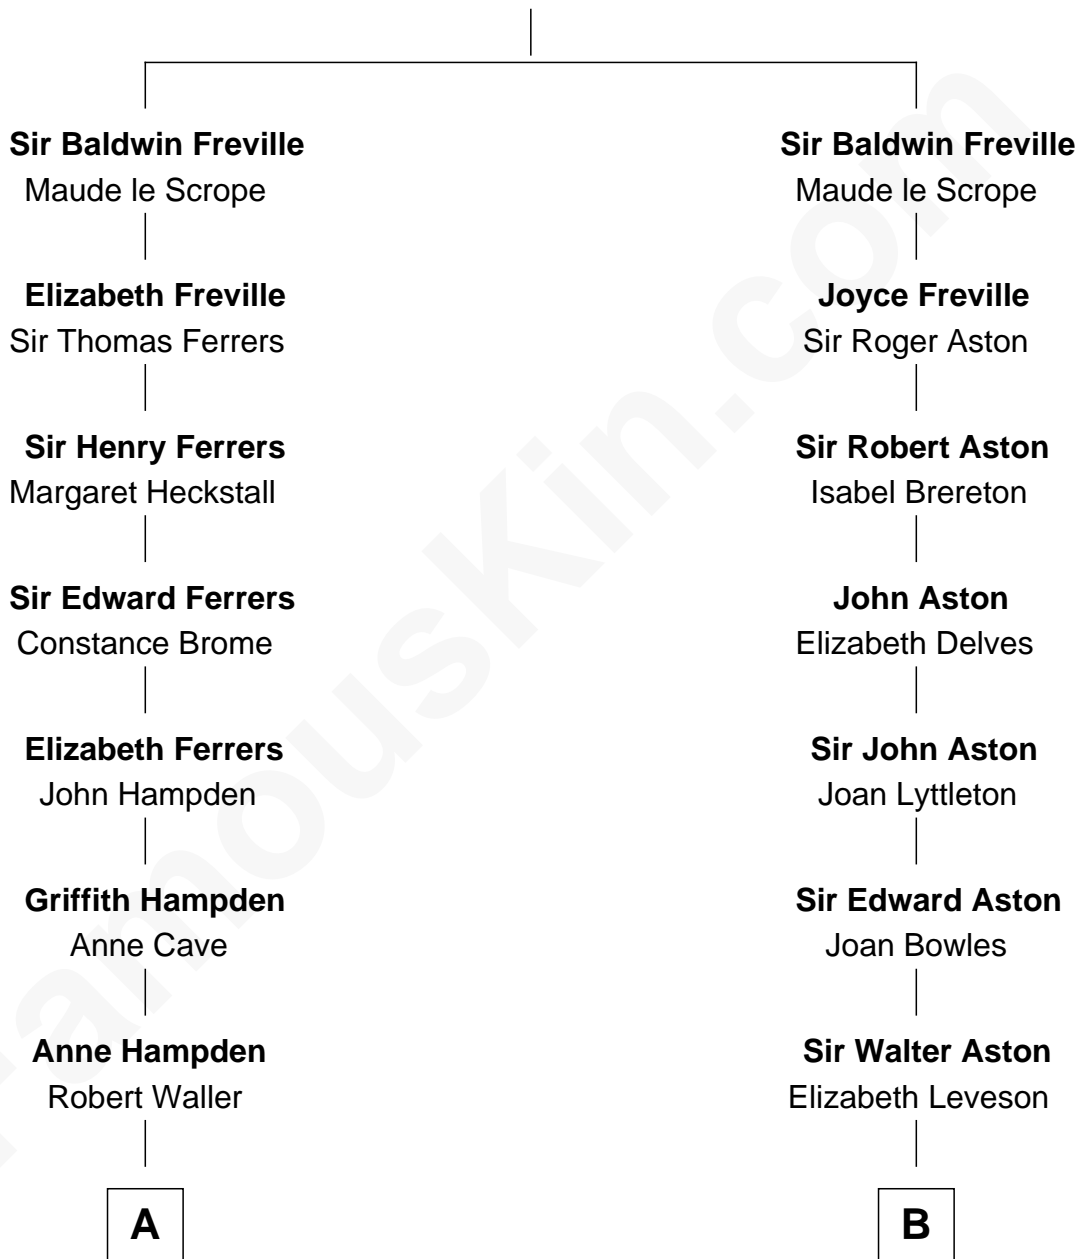 Sir Baldwin Freville
Maude le Scrope
Elizabeth Freville
Sir Thomas Ferrers
Sir Henry Ferrers
Margaret Heckstall
Sir Edward Ferrers
Constance Brome
Elizabeth Ferrers
John Hampden
Griffith Hampden
Anne Cave
Anne Hampden
Robert Waller
A
Sir Baldwin Freville
Maude le Scrope
Joyce Freville
Sir Roger Aston
Sir Robert Aston
Isabel Brereton
John Aston
Elizabeth Delves
Sir John Aston
Joan Lyttleton
Sir Edward Aston
Joan Bowles
Sir Walter Aston
Elizabeth Leveson
B
FamousKin.com